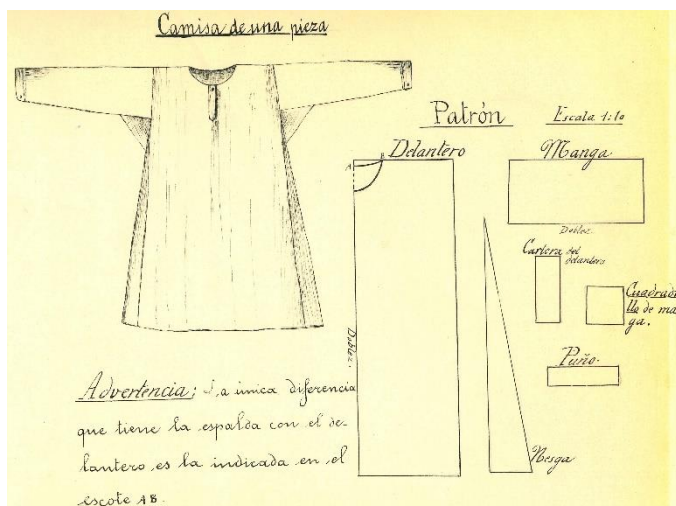 Camisa de una pieza
Patrón
Escala 1:10
Delantero
Manga
A
B
Doblez.
Cartera del
delantero
Cuadradi
lla de man
ga.
Puño.
Doblez.
Nesga
Advertencia; La única diferencia
que tiene la espalda con el de-
lantero es la indicada en el
escote AB.